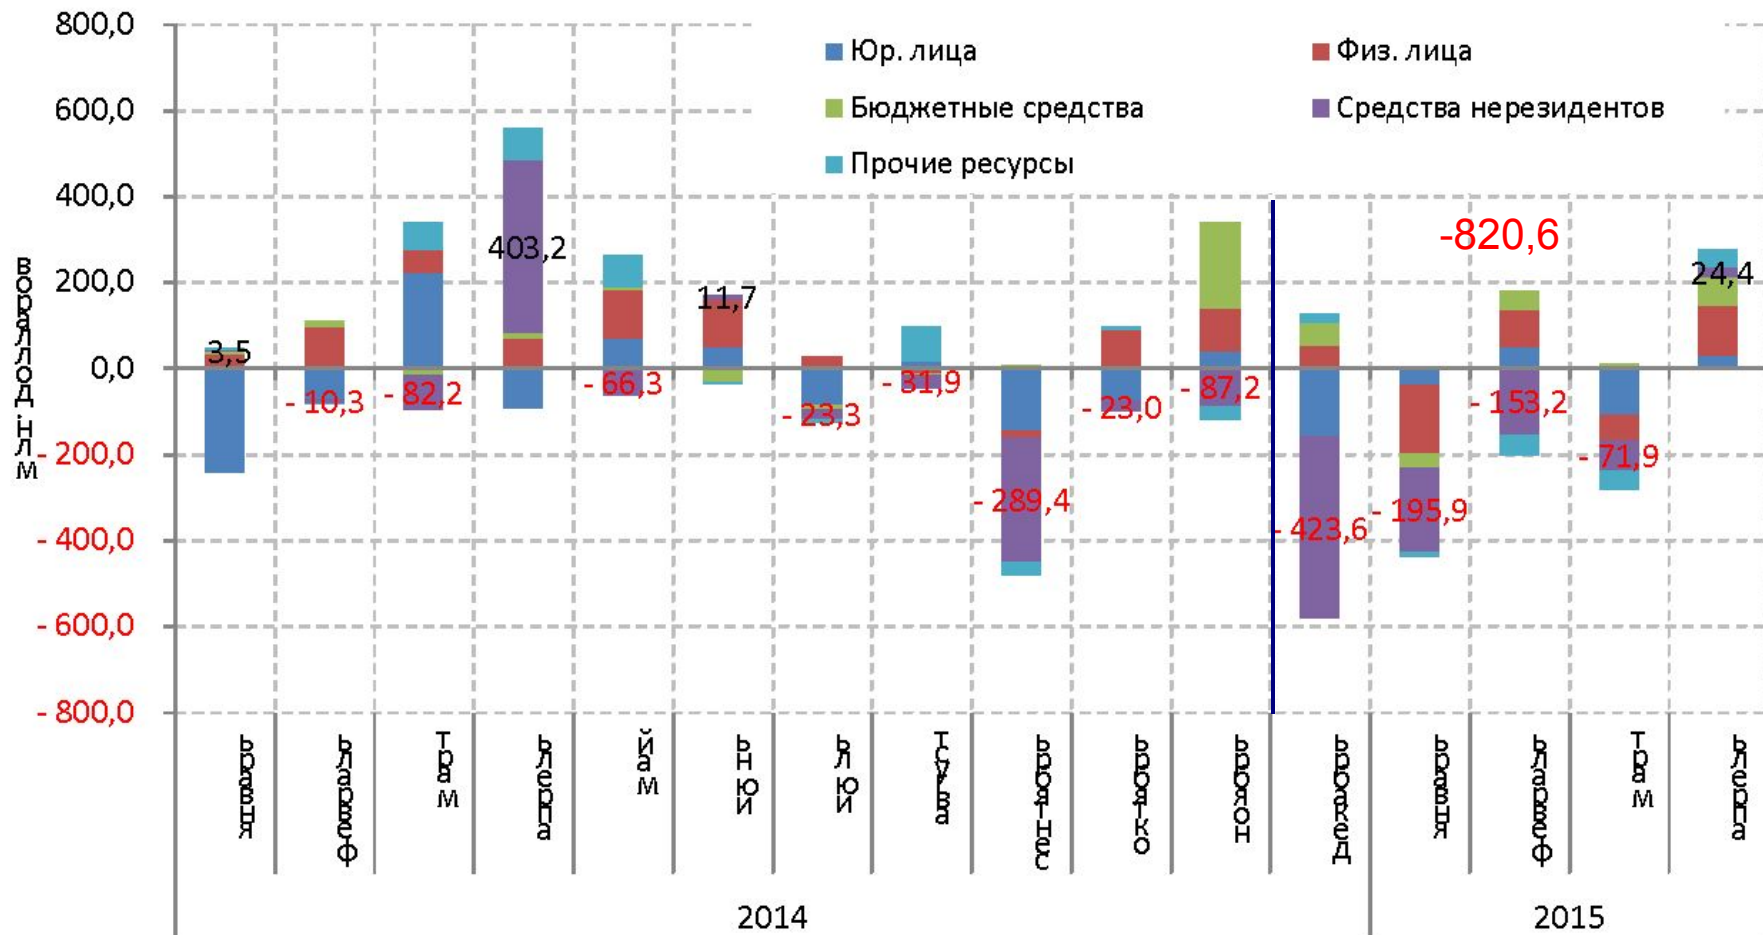 800,0
600,0
400,0
200,0
0,0
- 200,0
- 400,0
- 600,0
- 800,0
млн. долларов
Юр. лица
Физ. лица
Бюджетные средства
Средства нерезидентов
Прочие ресурсы
-820,6
3,5
- 10,3
- 82,2
403,2
- 66,3
11,7
- 23,3
- 31,9
- 289,4
- 23,0
- 87,2
- 423,6
- 195,9
- 153,2
- 71,9
24,4
январь
февраль
март
апрель
май
июнь
июль
август
сентябрь
октябрь
ноябрь
декабрь
январь
февраль
март
апрель
2014
2015